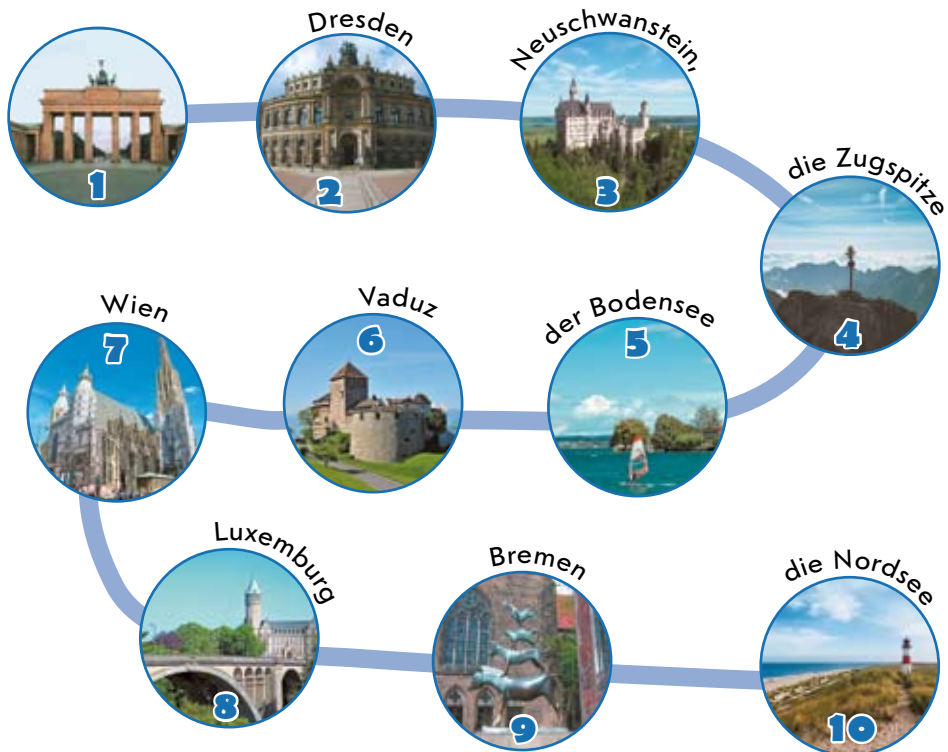 1
Dresden
2
Neuschwanstein,
3
die Zugspitze
4
der Bodensee
5
Vaduz
6
Wien
7
Luxemburg
8
Bremen
9
die Nordsee
10